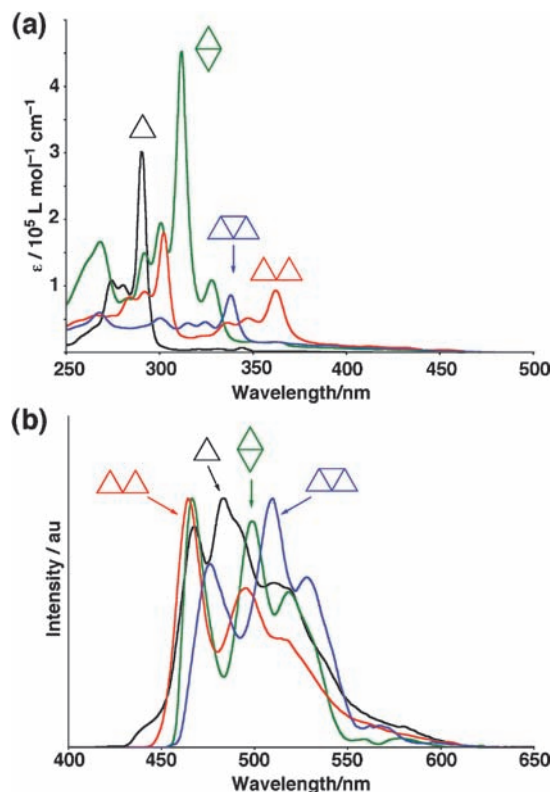 (a)
ε / 10⁵ L mol⁻¹ cm⁻¹
4
3
2
1
250 300 350 400 450 500
Wavelength/nm
(b)
Intensity / au
400 450 500 550 600 650
Wavelength/nm